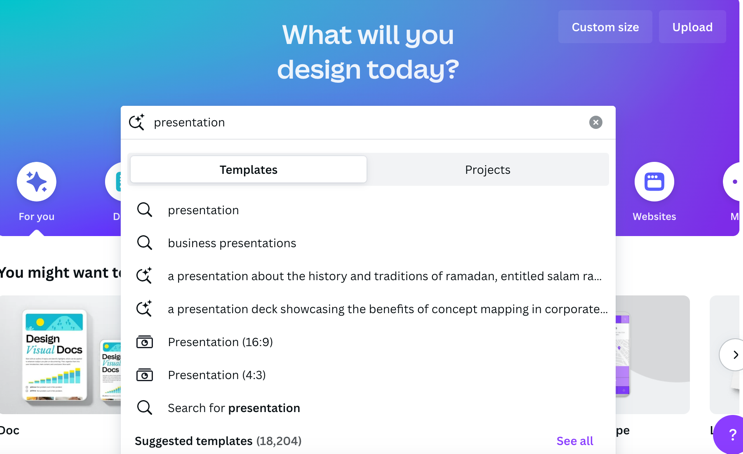 What will you
design today?
Custom size
Upload
presentation
Templates
Projects
For you
D
Websites
M
presentation
business presentations
a presentation about the history and traditions of ramadan, entitled salam ra...
a presentation deck showcasing the benefits of concept mapping in corporate...
Presentation (16:9)
Presentation (4:3)
Search for presentation
Suggested templates (18,204)
See all
You might want t
Design
Visual Docs
Design
Visual
Doc
pe
L
?